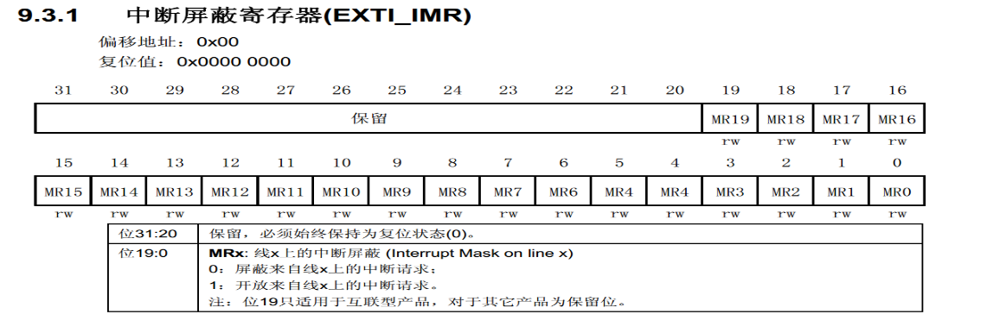 9.3.1 中断屏蔽寄存器(EXTI_IMR)
偏移地址：0x00
复位值：0x0000 0000
31 30 29 28 27 26 25 24 23 22 21 20 19 18 17 16
保留 MR19 MR18 MR17 MR16
rw rw rw rw
15 14 13 12 11 10 9 8 7 6 5 4 3 2 1 0
MR15 MR14 MR13 MR12 MR11 MR10 MR9 MR8 MR7 MR6 MR4 MR4 MR3 MR2 MR1 MR0
rw rw rw rw rw rw rw rw rw rw rw rw rw rw rw rw
位31:20 保留，必须始终保持为复位状态(0)。
位19:0 MRx: 线x上的中断屏蔽 (Interrupt Mask on line x)
0：屏蔽来自线x上的中断请求；
1：开放来自线x上的中断请求。
注：位19只适用于互联型产品，对于其它产品为保留位。